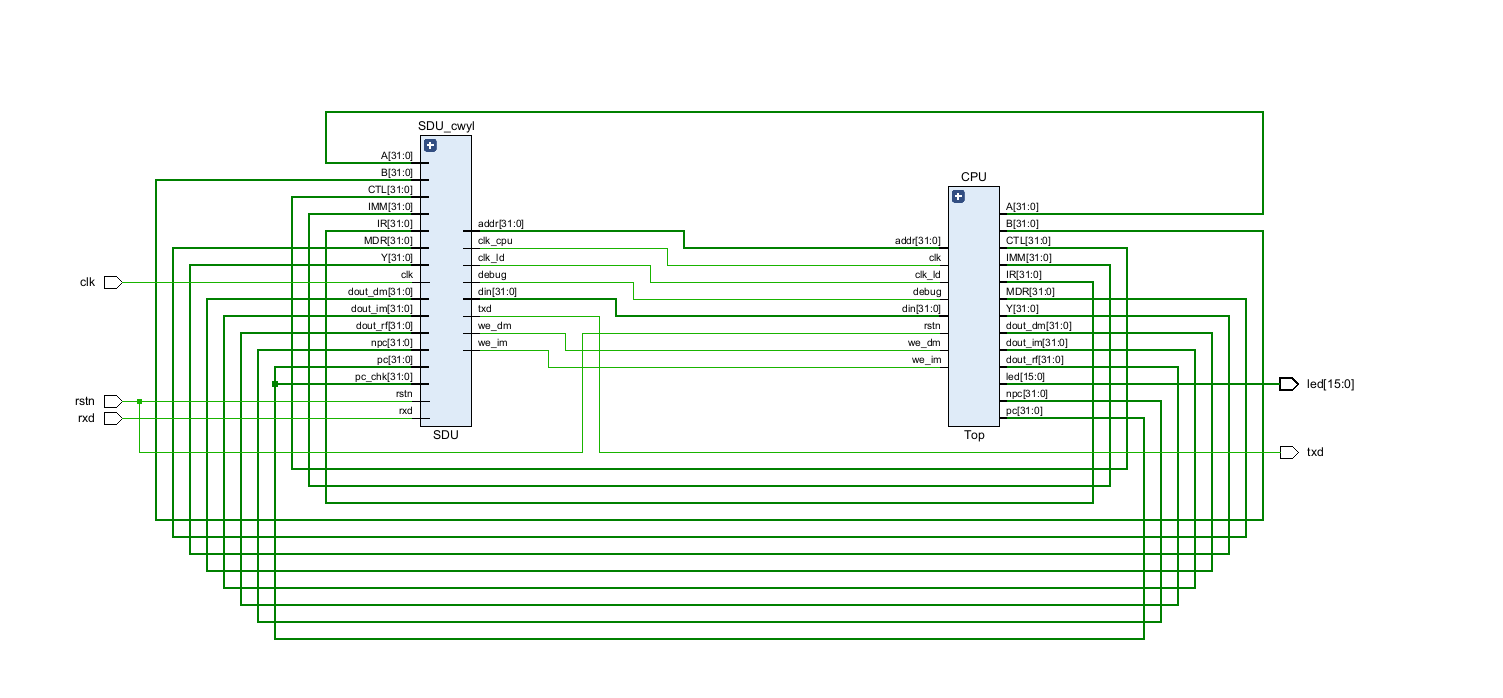 SDU_cwyl
A[31:0]
B[31:0]
CTL[31:0]
IMM[31:0]
IR[31:0]
MDR[31:0]
Y[31:0]
clk
dout_dm[31:0]
dout_im[31:0]
dout_rf[31:0]
npc[31:0]
pc[31:0]
pc_chk[31:0]
rstn
rxd
addr[31:0]
clk_cpu
clk_ld
debug
din[31:0]
txd
we_dm
we_im
SDU
clk
rstn
rxd
CPU
addr[31:0]
clk
clk_ld
debug
din[31:0]
rstn
we_dm
we_im
A[31:0]
B[31:0]
CTL[31:0]
IMM[31:0]
IR[31:0]
MDR[31:0]
Y[31:0]
dout_dm[31:0]
dout_im[31:0]
dout_rf[31:0]
led[15:0]
npc[31:0]
pc[31:0]
Top
led[15:0]
txd